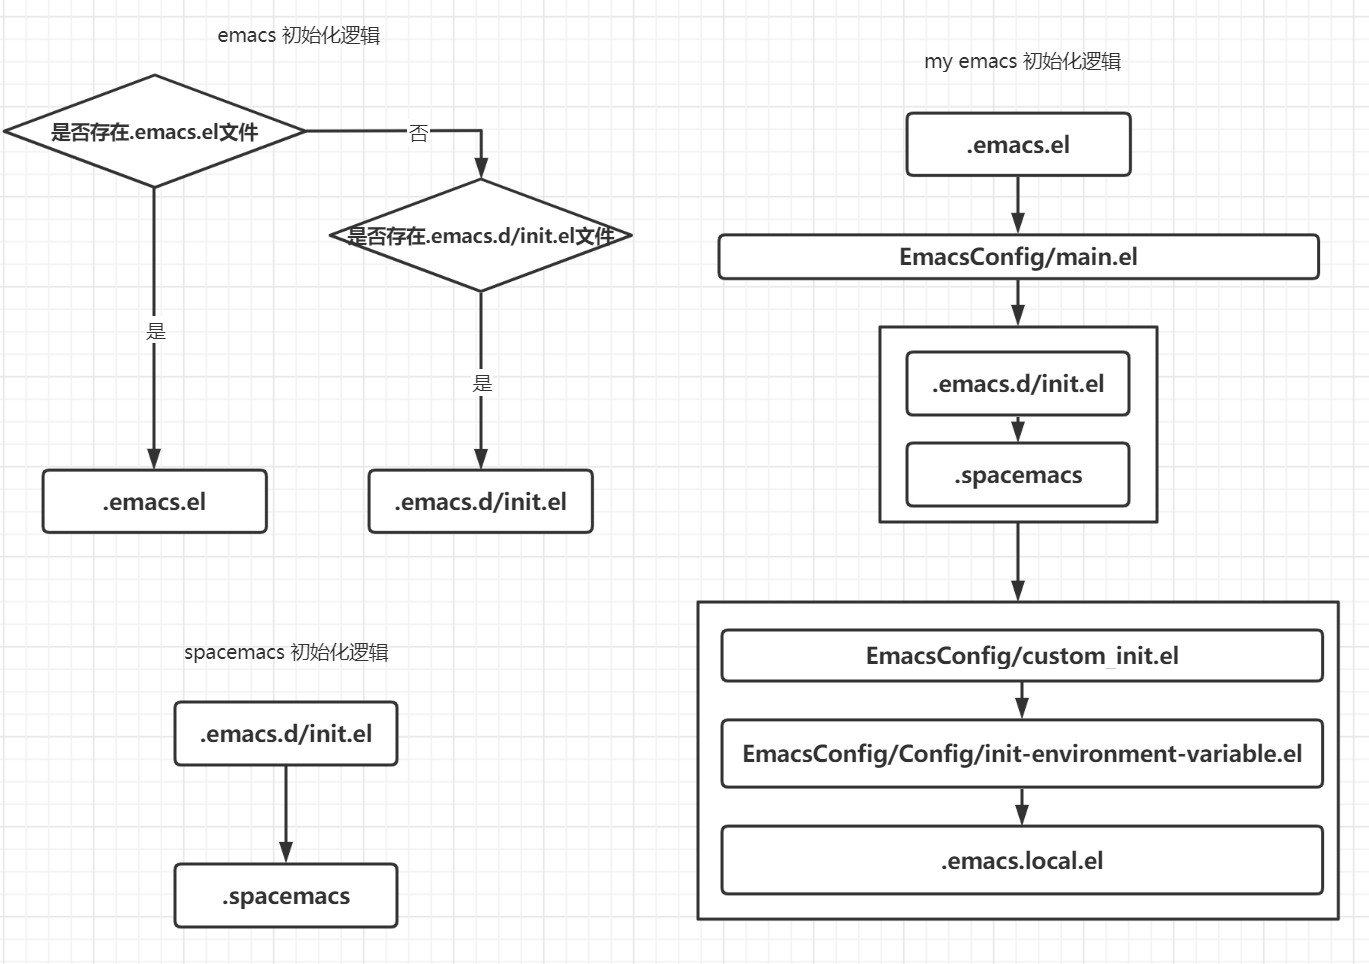 emacs 初始化逻辑
是否存在.emacs.el文件
否
是否存在.emacs.d/init.el文件
是
是
.emacs.el
.emacs.d/init.el
spacemacs 初始化逻辑
.emacs.d/init.el
.spacemacs
my emacs 初始化逻辑
.emacs.el
EmacsConfig/main.el
.emacs.d/init.el
.spacemacs
EmacsConfig/custom_init.el
EmacsConfig/Config/init-environment-variable.el
.emacs.local.el